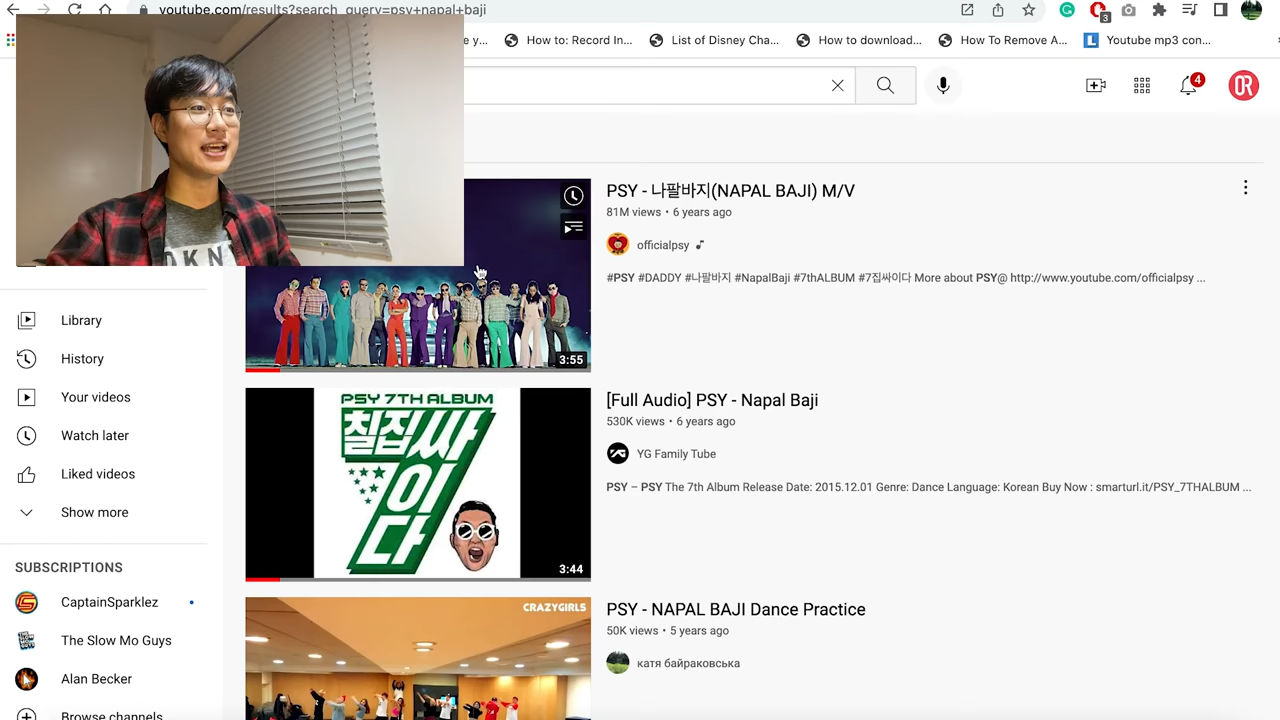 youtube.com/results?search_query=psy+napal+baji
3
e y...
How to: Record In...
List of Disney Cha...
How to download...
How To Remove A...
L
Youtube mp3 con...
4
OR
DKNY
PSY - 나팔바지(NAPAL BAJI) M/V
81M views • 6 years ago
officialpsy
#PSY #DADDY #나팔바지 #NapalBaji #7thALBUM #7집싸이다 More about PSY@ http://www.youtube.com/officialpsy ...
3:55
Library
History
Your videos
Watch later
Liked videos
Show more
SUBSCRIPTIONS
CaptainSparklez
The Slow Mo Guys
Alan Becker
Browse channels
PSY 7TH ALBUM
칠집싸
이
다
3:44
[Full Audio] PSY - Napal Baji
530K views • 6 years ago
YG Family Tube
PSY – PSY The 7th Album Release Date: 2015.12.01 Genre: Dance Language: Korean Buy Now : smarturl.it/PSY_7THALBUM ...
CRAZYGIRLS
PSY - NAPAL BAJI Dance Practice
50K views • 5 years ago
катя байраковська